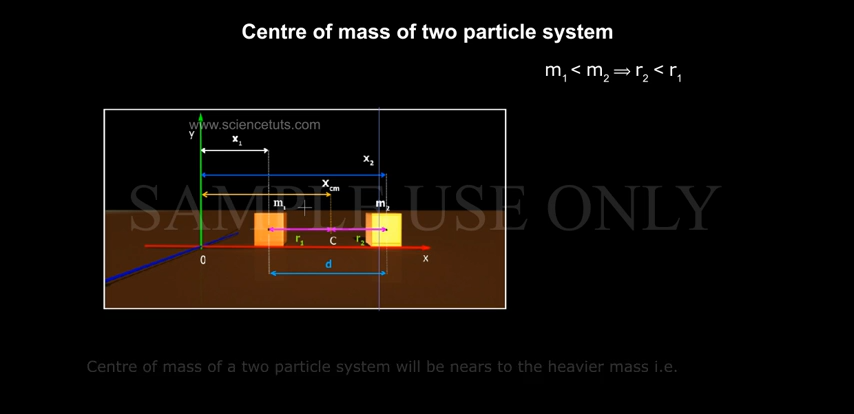 Centre of mass of two particle system
m₁ < m₂ ⇒ r₂ < r₁
www.sciencetuts.com
y
x₁
x₂
xcm
SAMPLE USE ONLY
m₁ m₂
r₁ C r₂
0 x
d
Centre of mass of a two particle system will be nears to the heavier mass i.e.